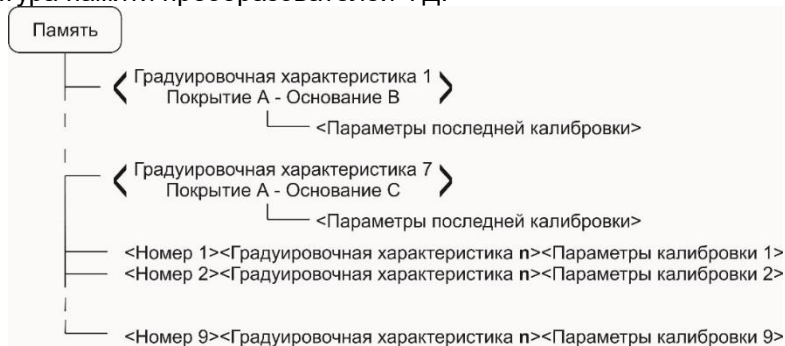 Память
Градуировочная характеристика 1
Покрытие А - Основание В
<Параметры последней калибровки>
Градуировочная характеристика 7
Покрытие А - Основание С
<Параметры последней калибровки>
<Номер 1><Градуировочная характеристика n><Параметры калибровки 1>
<Номер 2><Градуировочная характеристика n><Параметры калибровки 2>
<Номер 9><Градуировочная характеристика n><Параметры калибровки 9>